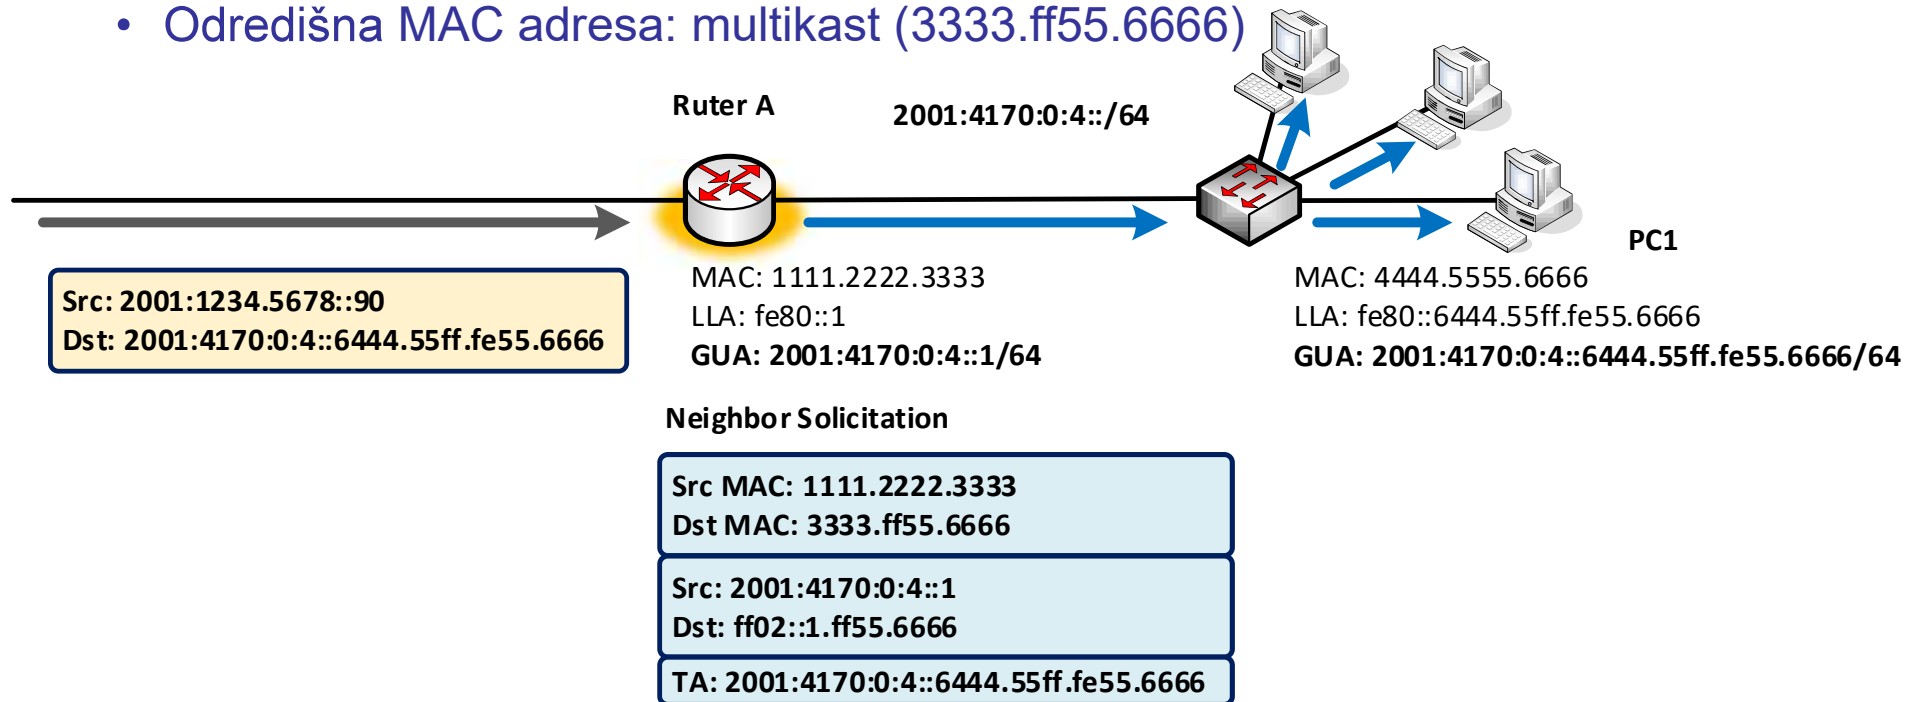 • Odredišna MAC adresa: multikast (3333.ff55.6666)
Ruter A
2001:4170:0:4::/64
PC1
Src: 2001:1234.5678::90
Dst: 2001:4170:0:4::6444.55ff.fe55.6666
MAC: 1111.2222.3333
LLA: fe80::1
GUA: 2001:4170:0:4::1/64
MAC: 4444.5555.6666
LLA: fe80::6444.55ff.fe55.6666
GUA: 2001:4170:0:4::6444.55ff.fe55.6666/64
Neighbor Solicitation
Src MAC: 1111.2222.3333
Dst MAC: 3333.ff55.6666
Src: 2001:4170:0:4::1
Dst: ff02::1.ff55.6666
TA: 2001:4170:0:4::6444.55ff.fe55.6666